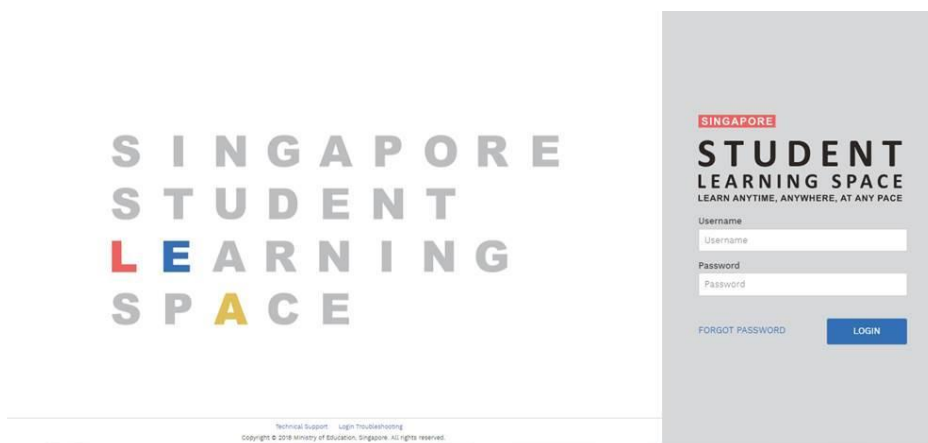 SINGAPORE
STUDENT
LEARNING
SPACE
SINGAPORE
STUDENT
LEARNING SPACE
LEARN ANYTIME, ANYWHERE, AT ANY PACE
Username
Username
Password
Password
FORGOT PASSWORD LOGIN
Technical Support Login Troubleshooting
Copyright © 2018 Ministry of Education, Singapore. All rights reserved.